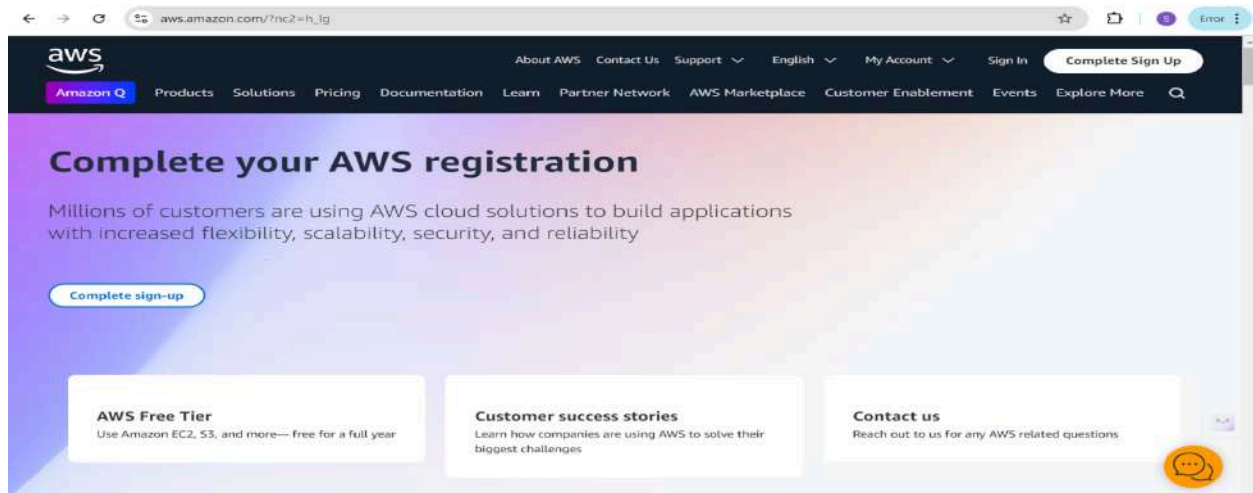 aws.amazon.com/?nc2=h_lg
S
Error
aws
About AWS Contact Us Support English My Account Sign In Complete Sign Up
Amazon Q Products Solutions Pricing Documentation Learn Partner Network AWS Marketplace Customer Enablement Events Explore More
Complete your AWS registration
Millions of customers are using AWS cloud solutions to build applications
with increased flexibility, scalability, security, and reliability
Complete sign-up
AWS Free Tier
Use Amazon EC2, S3, and more— free for a full year
Customer success stories
Learn how companies are using AWS to solve their
biggest challenges
Contact us
Reach out to us for any AWS related questions